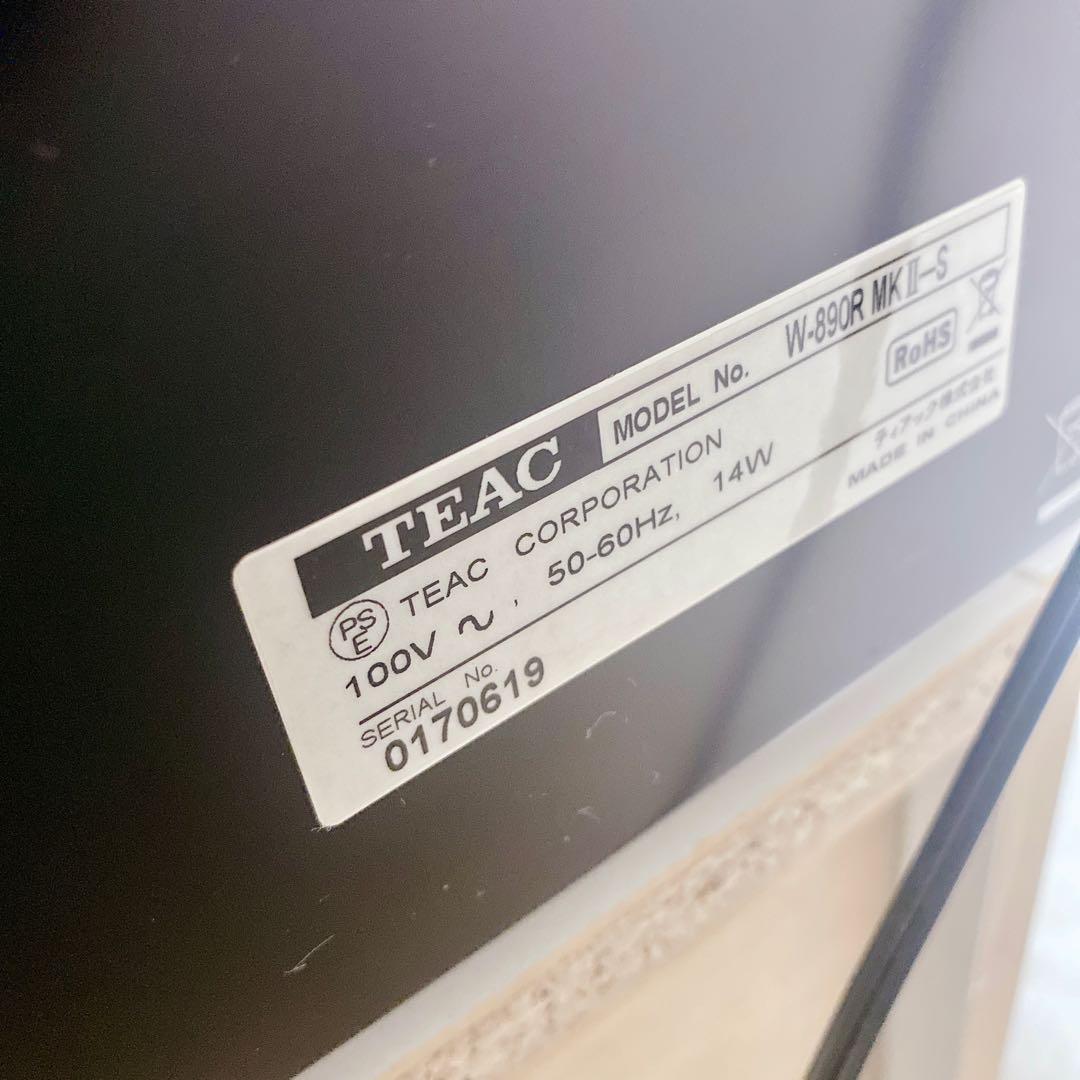 TEAC MODEL No. W-890R MKⅡ-S
PSE TEAC CORPORATION RoHS
100V ～, 50-60Hz, 14W
ティアック株式会社
SERIAL No. MADE IN CHINA
0170619